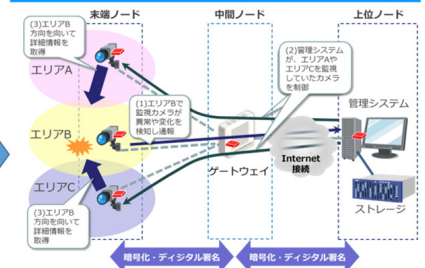 末端ノード
中間ノード
上位ノード
(3)エリアB
方向を向いて
詳細情報を
取得
エリアA
(2)管理システム
が、エリアAや
エリアCを監視
していたカメラ
を制御
(1)エリアBで
監視カメラが
異常や変化を
検知し通報
管理システム
エリアB
ゲートウェイ
Internet
接続
エリアC
ストレージ
(3)エリアB
方向を向いて
詳細情報を
取得
暗号化・ディジタル署名
暗号化・ディジタル署名